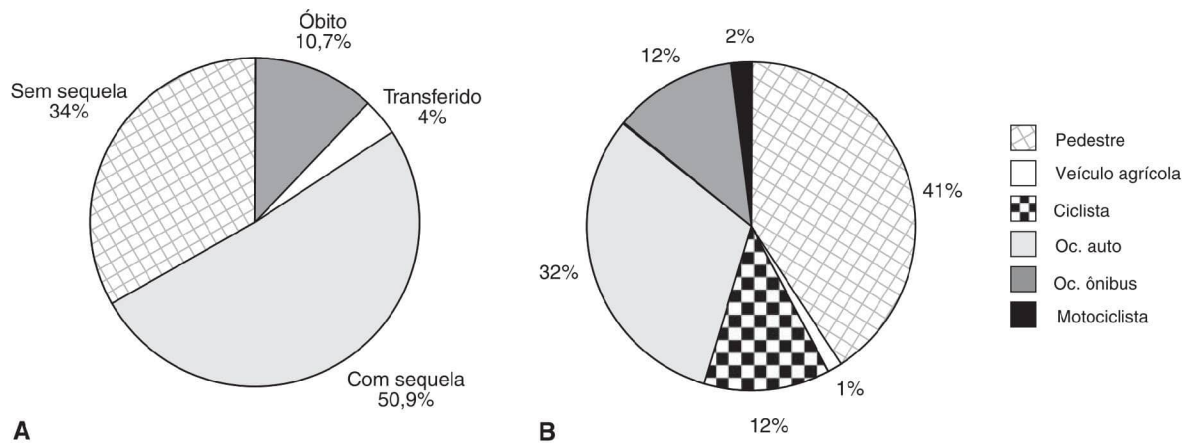 Óbito
10,7%
Transferido
4%
Sem sequela
34%
Com sequela
50,9%
A
2%
12%
41%
32%
1%
12%
B
Pedestre
Veículo agrícola
Ciclista
Oc. auto
Oc. ônibus
Motociclista